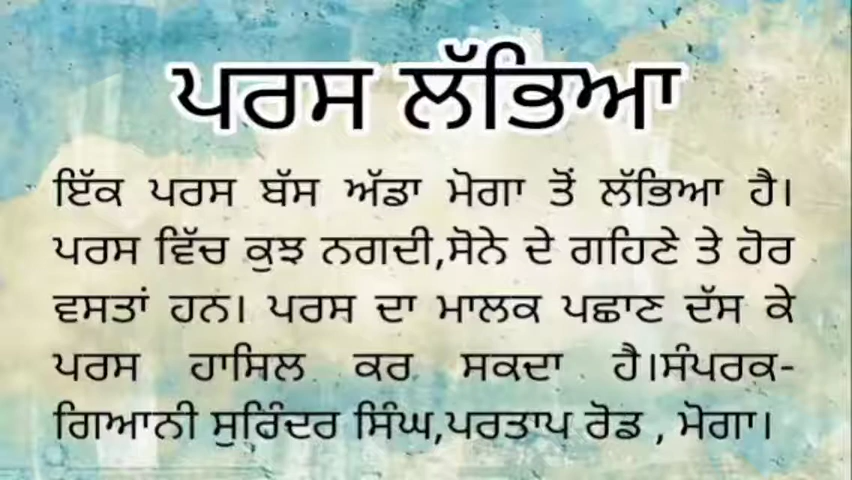 ਪਰਸ ਲੱਭਿਆ
ਇੱਕ ਪਰਸ ਬੱਸ ਅੱਡਾ ਮੋਗਾ ਤੋਂ ਲੱਭਿਆ ਹੈ।
ਪਰਸ ਵਿੱਚ ਕੁਝ ਨਗਦੀ,ਸੋਨੇ ਦੇ ਗਹਿਣੇ ਤੇ ਹੋਰ
ਵਸਤਾਂ ਹਨ। ਪਰਸ ਦਾ ਮਾਲਕ ਪਛਾਣ ਦੱਸ ਕੇ
ਪਰਸ ਹਾਸਿਲ ਕਰ ਸਕਦਾ ਹੈ।ਸੰਪਰਕ-
ਗਿਆਨੀ ਸੁਰਿੰਦਰ ਸਿੰਘ,ਪਰਤਾਪ ਰੋਡ , ਮੋਗਾ।